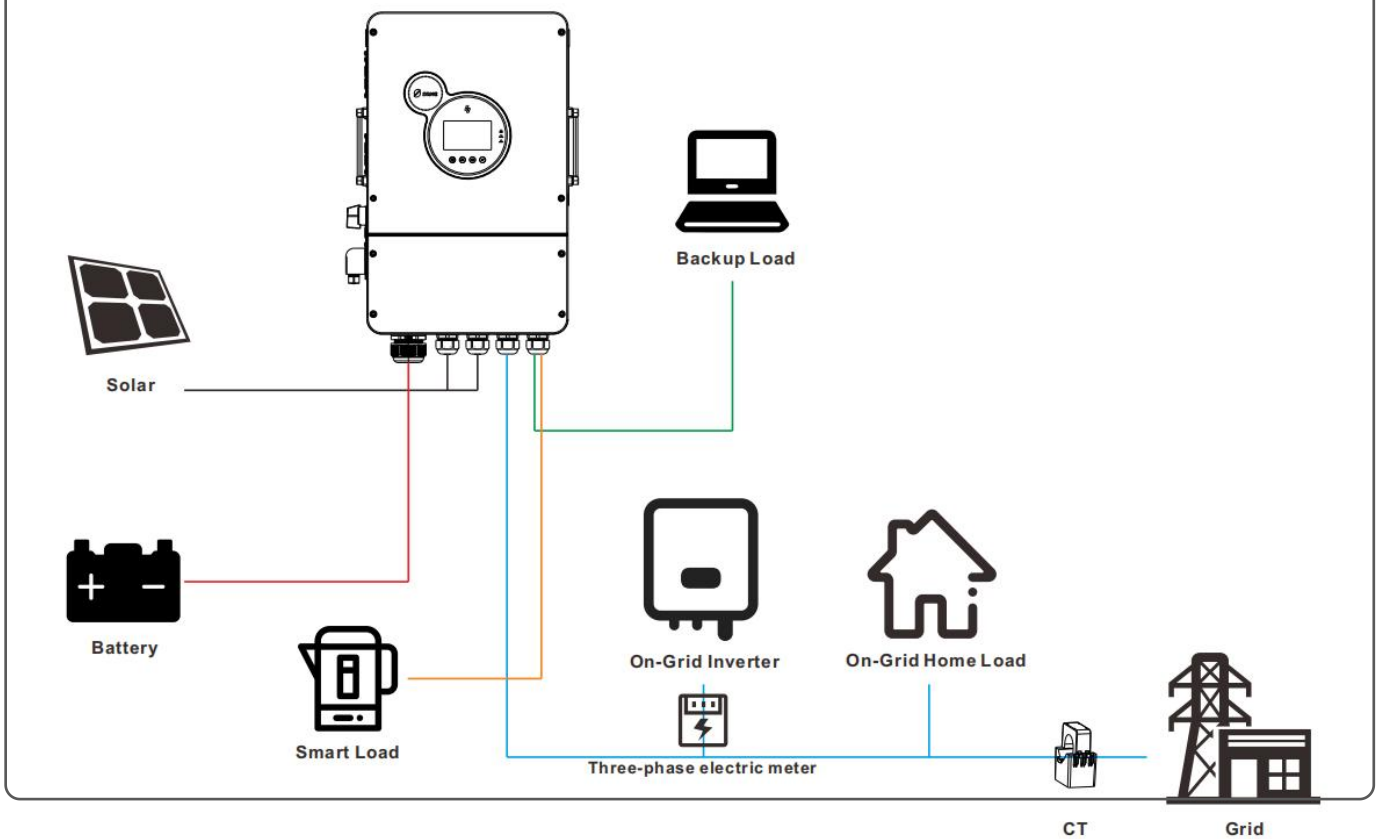 Backup Load
Solar
Battery
On-Grid Inverter
On-Grid Home Load
Smart Load
Three-phase electric meter
CT
Grid